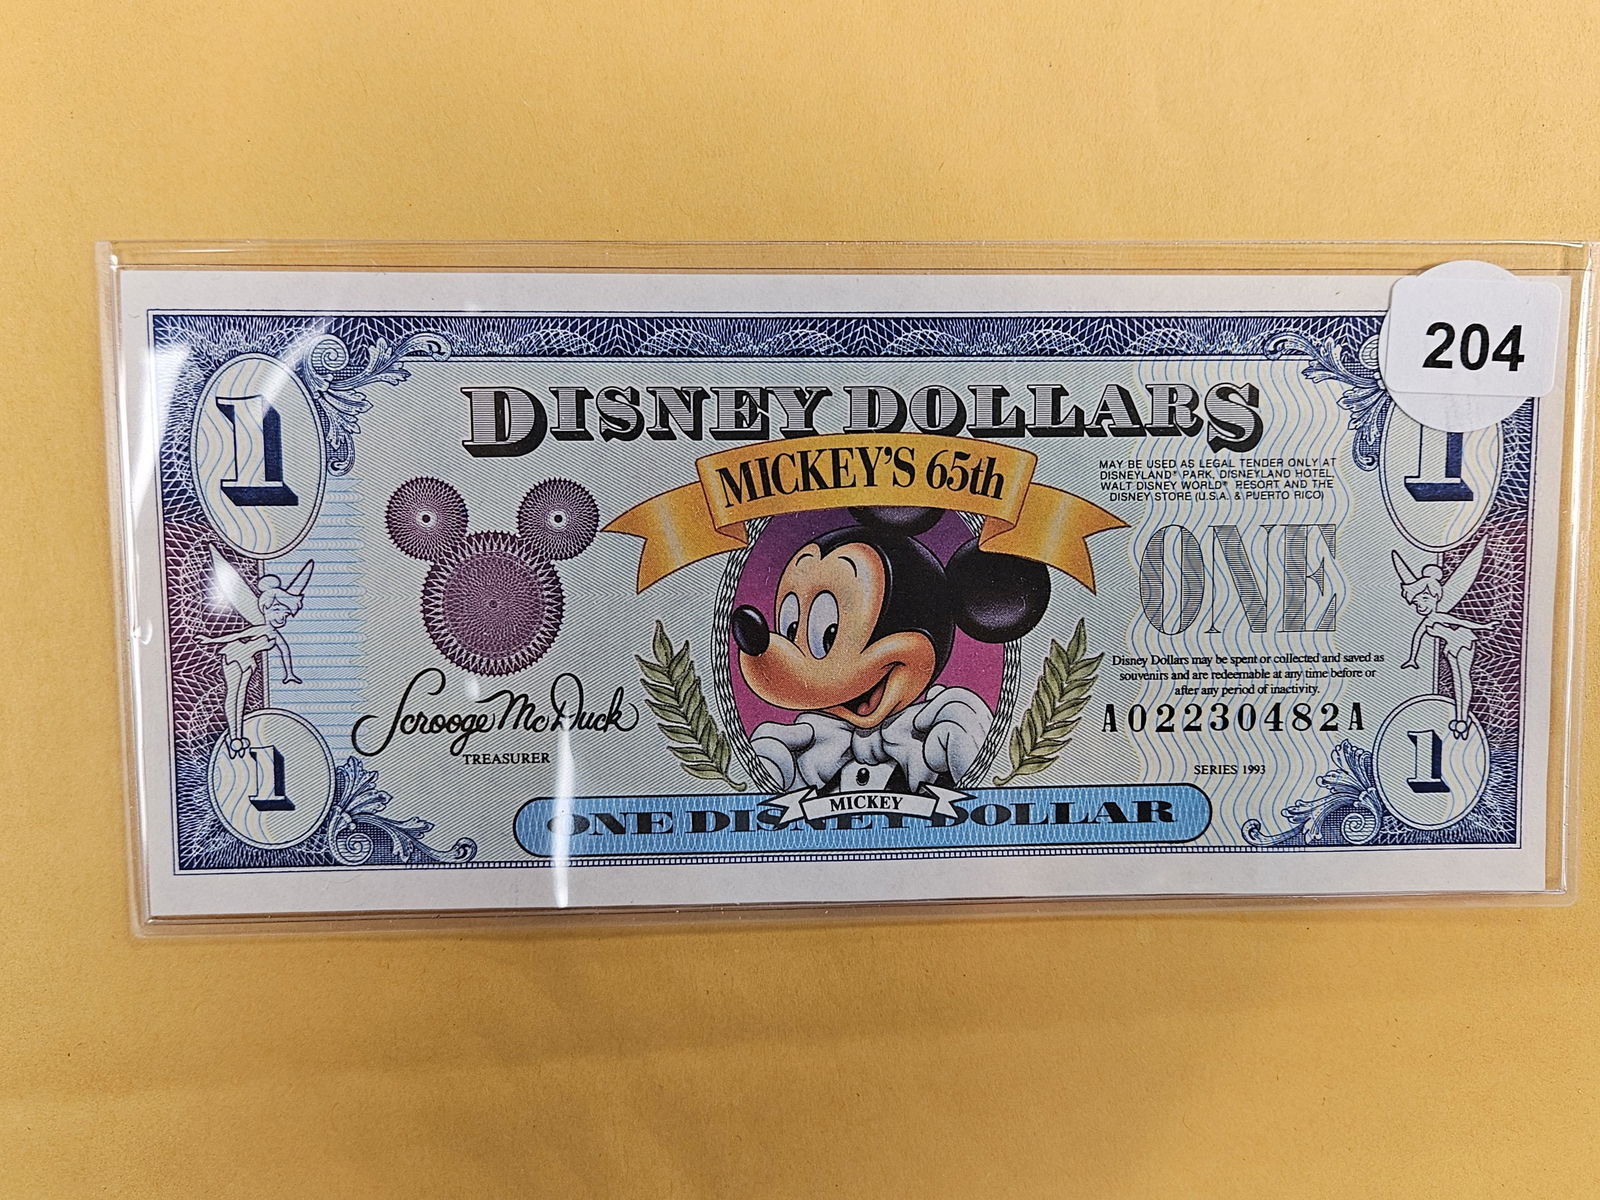 204
1
DISNEY DOLLARS
1
MICKEY'S 65th
MAY BE USED AS LEGAL TENDER ONLY AT
DISNEYLAND® PARK, DISNEYLAND HOTEL,
WALT DISNEY WORLD® RESORT AND THE
DISNEY STORE (U.S.A. & PUERTO RICO)
ONE
Disney Dollars may be spent or collected and saved as
souvenirs and are redeemable at any time before or
after any period of inactivity.
Scrooge McDuck
TREASURER
A02230482A
SERIES 1993
1
MICKEY
1
ONE DISNEY DOLLAR